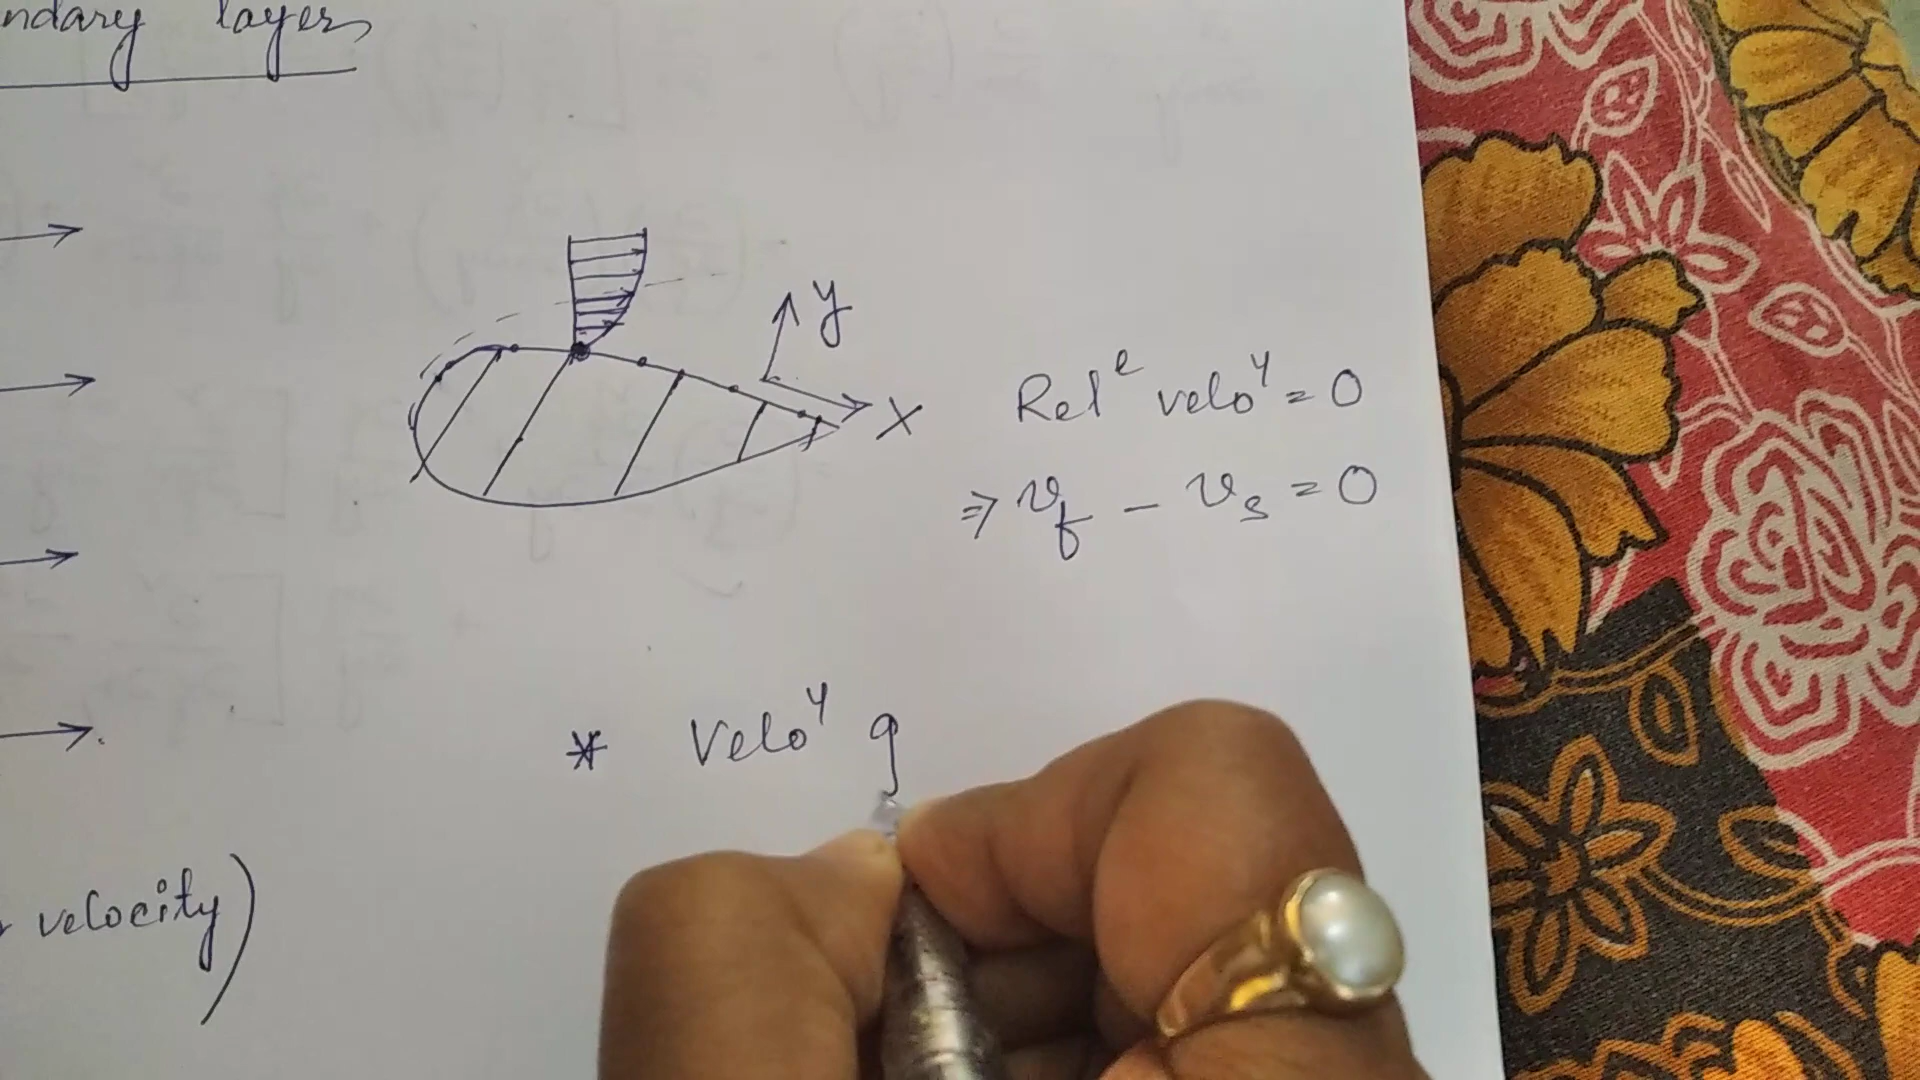 ndary layer
y
x
Rel^e velo^y = 0
⇒ v_f - v_s = 0
* Velo^y g
velocity)